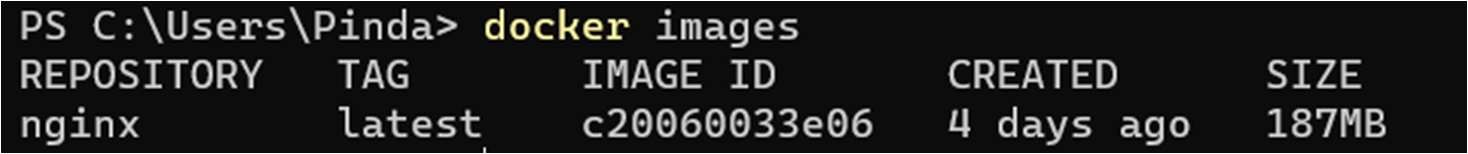 PS C:\Users\Pinda> docker images
REPOSITORY   TAG       IMAGE ID       CREATED      SIZE
nginx        latest    c20060033e06   4 days ago   187MB